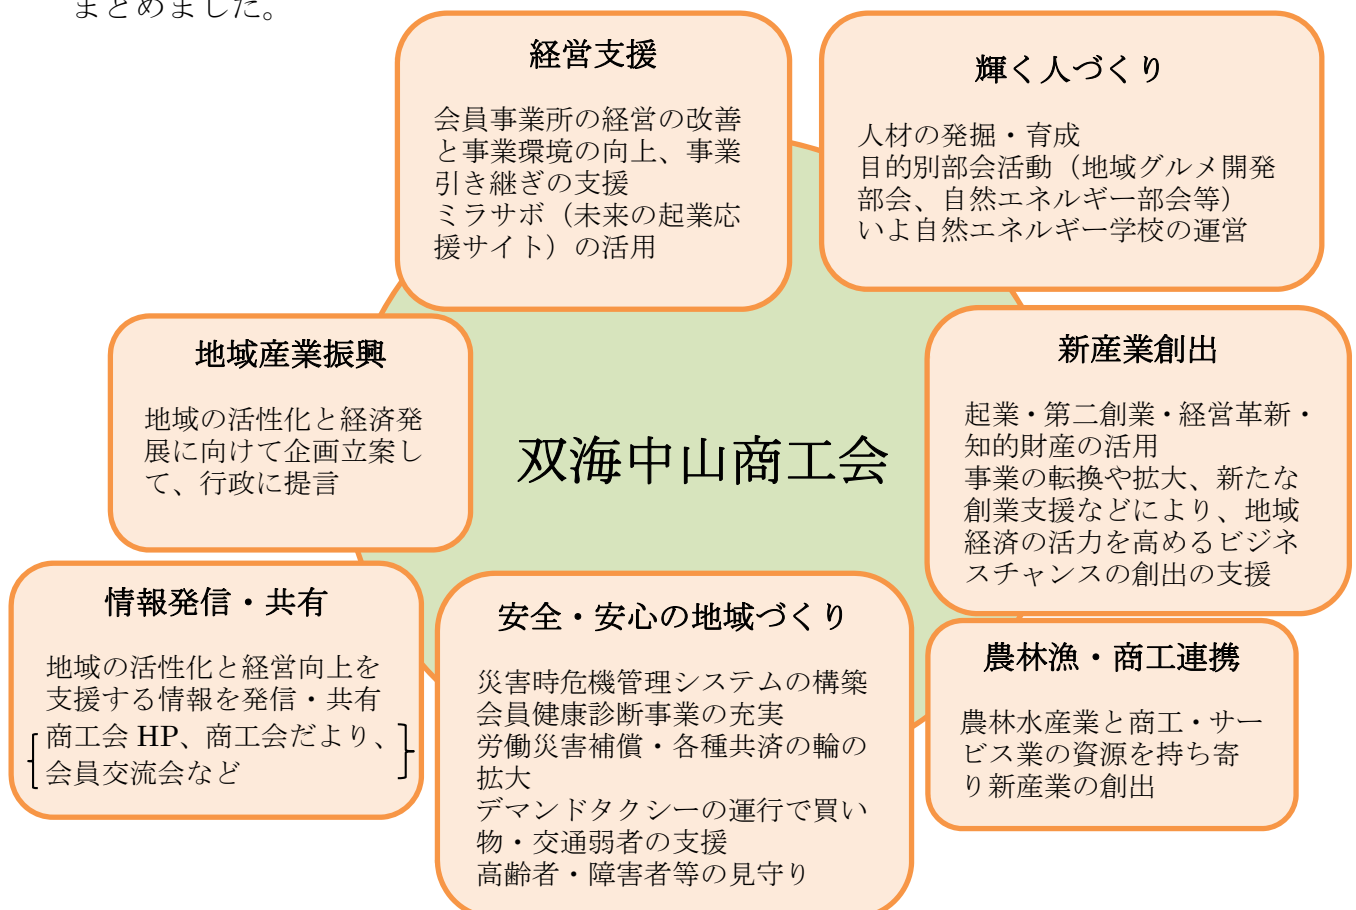 まとめました。
経営支援
会員事業所の経営の改善
と事業環境の向上、事業
引き継ぎの支援
ミラサポ（未来の起業応
援サイト）の活用
輝く人づくり
人材の発掘・育成
目的別部会活動（地域グルメ開発
部会、自然エネルギー部会等）
いよ自然エネルギー学校の運営
地域産業振興
地域の活性化と経済発
展に向けて企画立案し
て、行政に提言
双海中山商工会
新産業創出
起業・第二創業・経営革新・
知的財産の活用
事業の転換や拡大、新たな
創業支援などにより、地域
経済の活力を高めるビジネ
スチャンスの創出の支援
情報発信・共有
地域の活性化と経営向上を
支援する情報を発信・共有
商工会 HP、商工会だより、
会員交流会など
安全・安心の地域づくり
災害時危機管理システムの構築
会員健康診断事業の充実
労働災害補償・各種共済の輪の
拡大
デマンドタクシーの運行で買い
物・交通弱者の支援
高齢者・障害者等の見守り
農林漁・商工連携
農林水産業と商工・サー
ビス業の資源を持ち寄
り新産業の創出